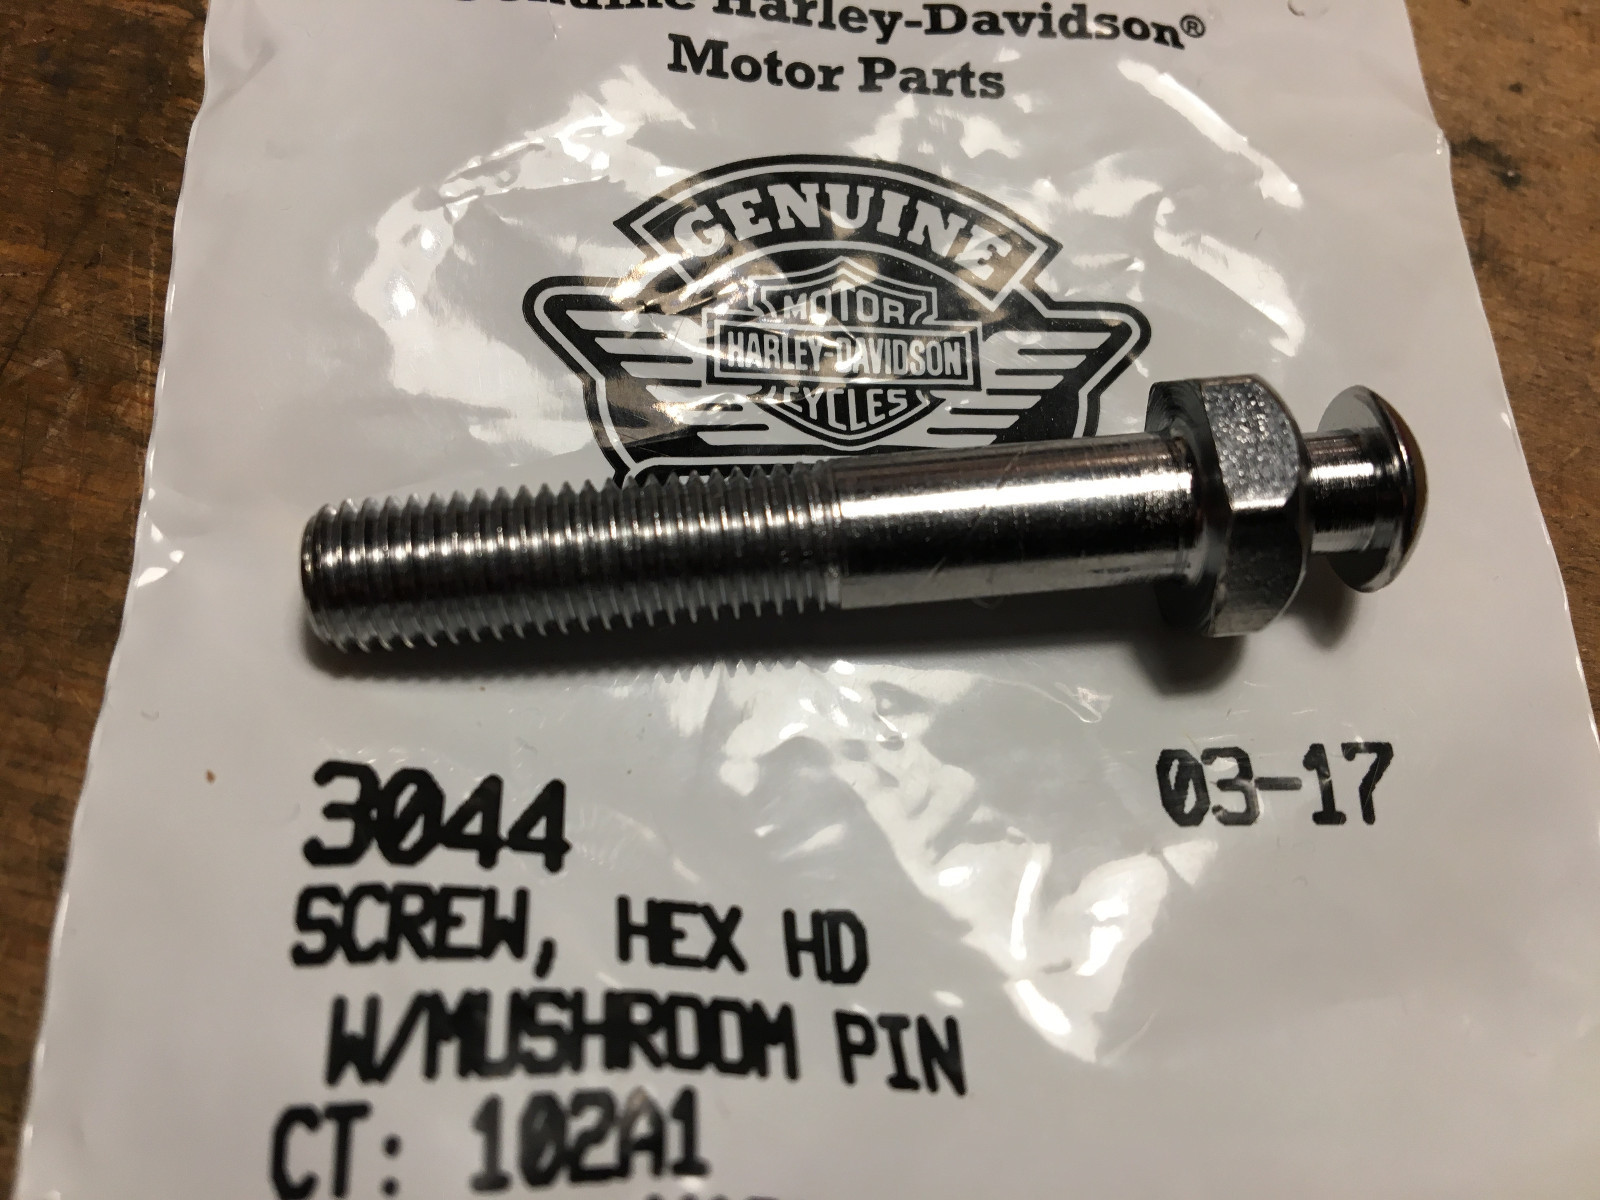 Genuine Harley-Davidson®
Motor Parts
GENUINE
MOTOR
HARLEY-DAVIDSON
CYCLES
3044
03-17
SCREW, HEX HD
W/MUSHROOM PIN
CT: 102A1